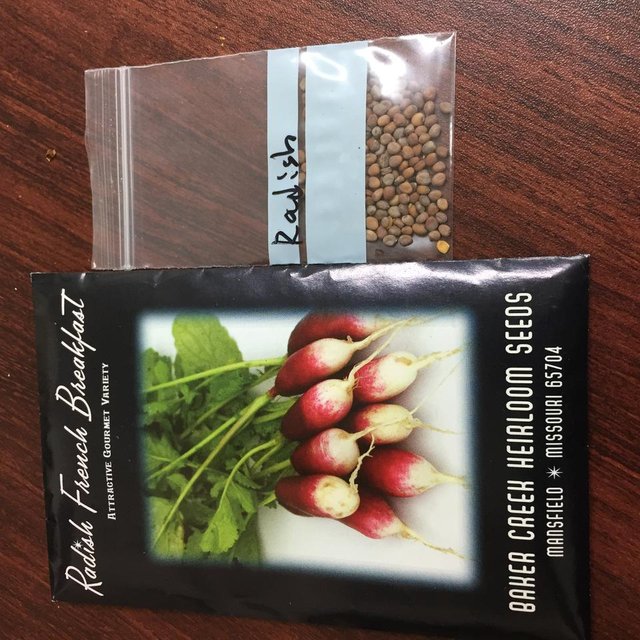 Radish
Radish French Breakfast
Attractive Gourmet Variety
BAKER CREEK HEIRLOOM SEEDS
MANSFIELD * MISSOURI 65704